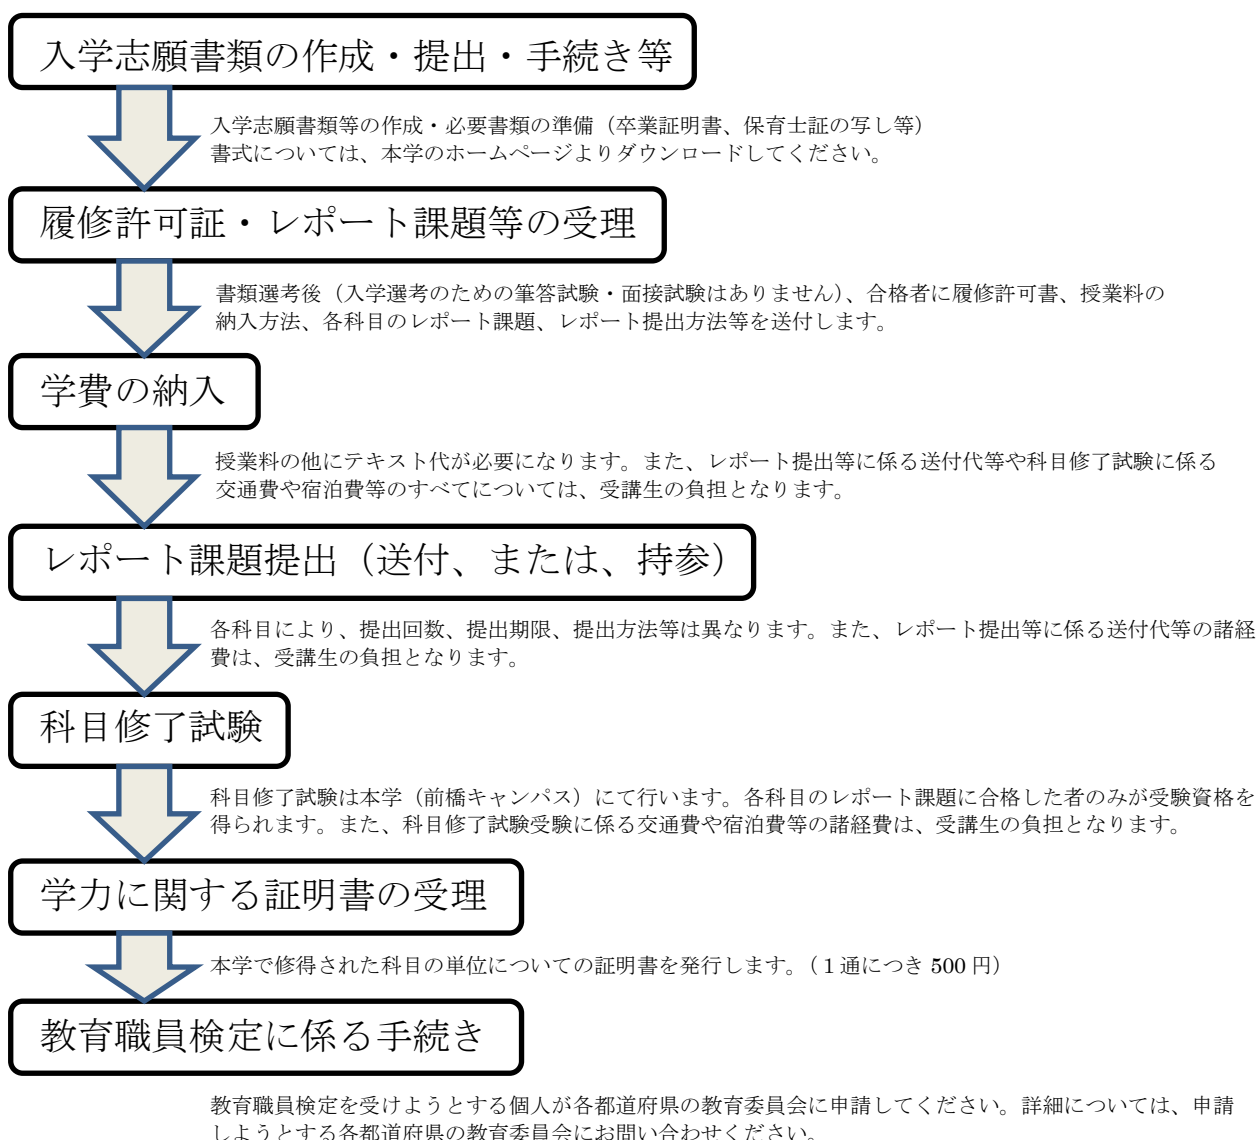 入学志願書類の作成・提出・手続き等
入学志願書類等の作成・必要書類の準備（卒業証明書、保育士証の写し等）
書式については、本学のホームページよりダウンロードしてください。
履修許可証・レポート課題等の受理
書類選考後（入学選考のための筆答試験・面接試験はありません）、合格者に履修許可書、授業料の
納入方法、各科目のレポート課題、レポート提出方法等を送付します。
学費の納入
授業料の他にテキスト代が必要になります。また、レポート提出等に係る送付代等や科目修了試験に係る
交通費や宿泊費等のすべてについては、受講生の負担となります。
レポート課題提出（送付、または、持参）
各科目により、提出回数、提出期限、提出方法等は異なります。また、レポート提出等に係る送付代等の諸経
費は、受講生の負担となります。
科目修了試験
科目修了試験は本学（前橋キャンパス）にて行います。各科目のレポート課題に合格した者のみが受験資格を
得られます。また、科目修了試験受験に係る交通費や宿泊費等の諸経費は、受講生の負担となります。
学力に関する証明書の受理
本学で修得された科目の単位についての証明書を発行します。（１通につき 500 円）
教育職員検定に係る手続き
教育職員検定を受けようとする個人が各都道府県の教育委員会に申請してください。詳細については、申請
しようとする各都道府県の教育委員会にお問い合わせください。